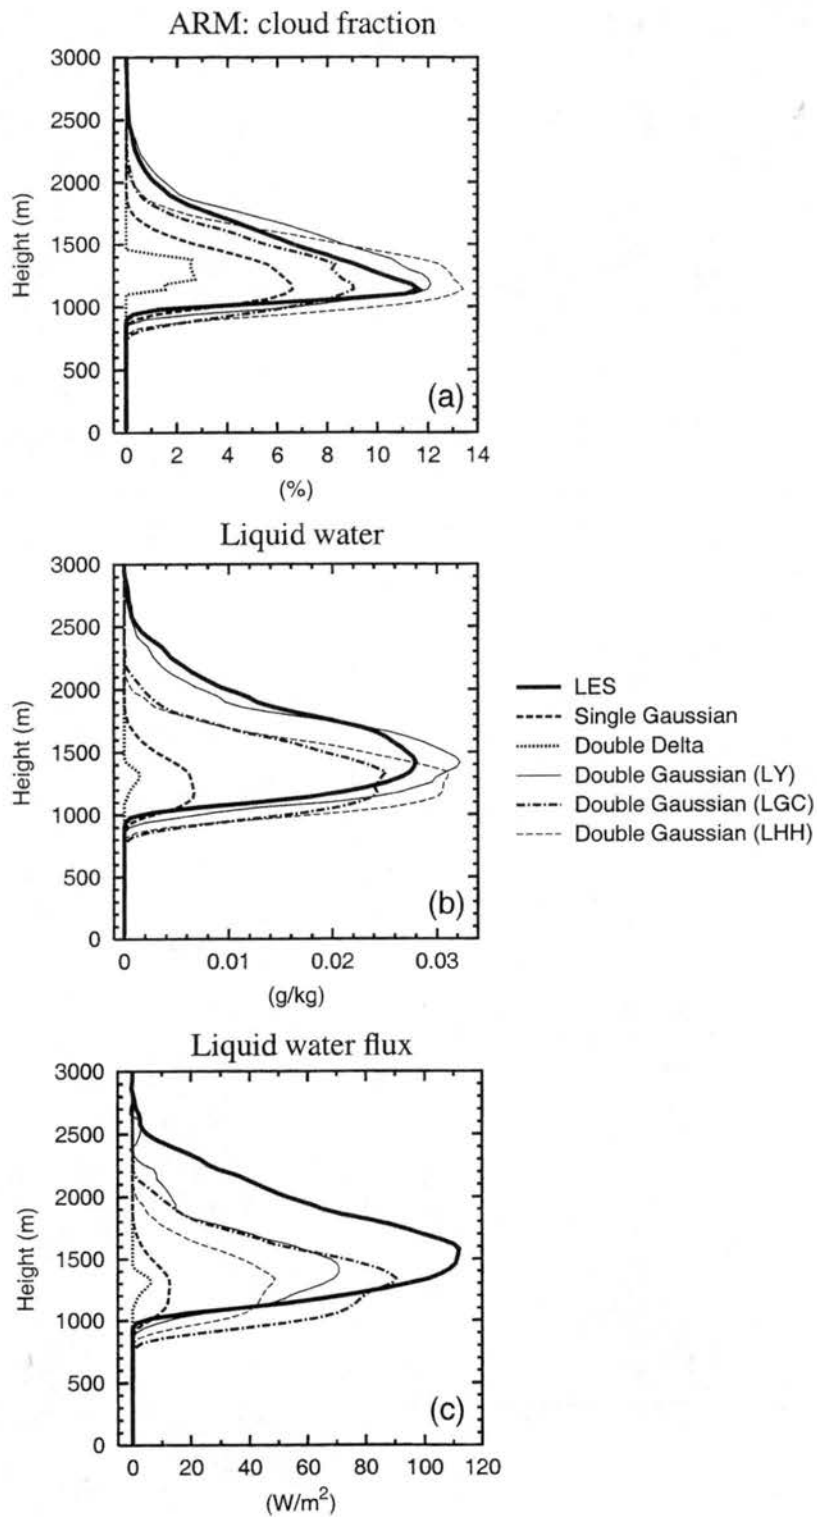 ARM: cloud fraction
3000
2500
2000
1500
1000
500
0
Height (m)
0 2 4 6 8 10 12 14
(%)
(a)
Liquid water
3000
2500
2000
1500
1000
500
0
Height (m)
0 0.01 0.02 0.03
(g/kg)
(b)
LES
Single Gaussian
Double Delta
Double Gaussian (LY)
Double Gaussian (LGC)
Double Gaussian (LHH)
Liquid water flux
3000
2500
2000
1500
1000
500
0
Height (m)
0 20 40 60 80 100 120
(W/m²)
(c)